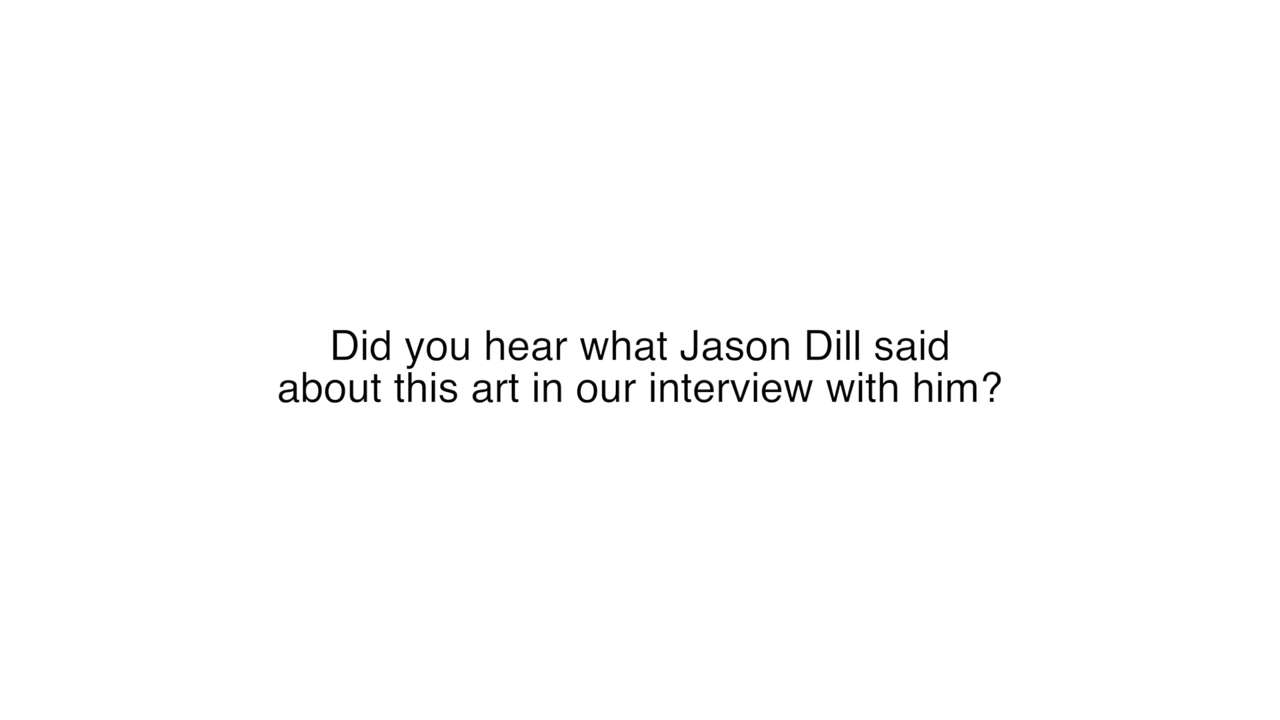 Did you hear what Jason Dill said
about this art in our interview with him?